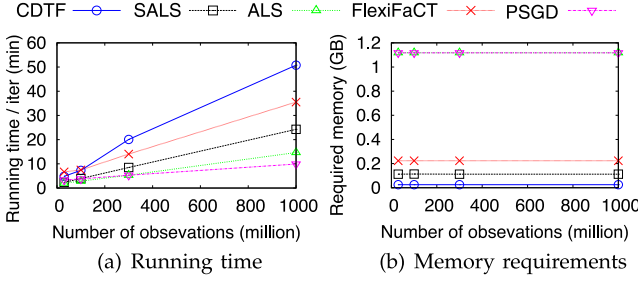 CDTF SALS ALS FlexiFaCT PSGD
Running time / iter (min)
60
50
40
30
20
10
0
0 200 400 600 800 1000
Number of obsevations (million)
(a) Running time
Required memory (GB)
1.2
1
0.8
0.6
0.4
0.2
0
0 200 400 600 800 1000
Number of obsevations (million)
(b) Memory requirements